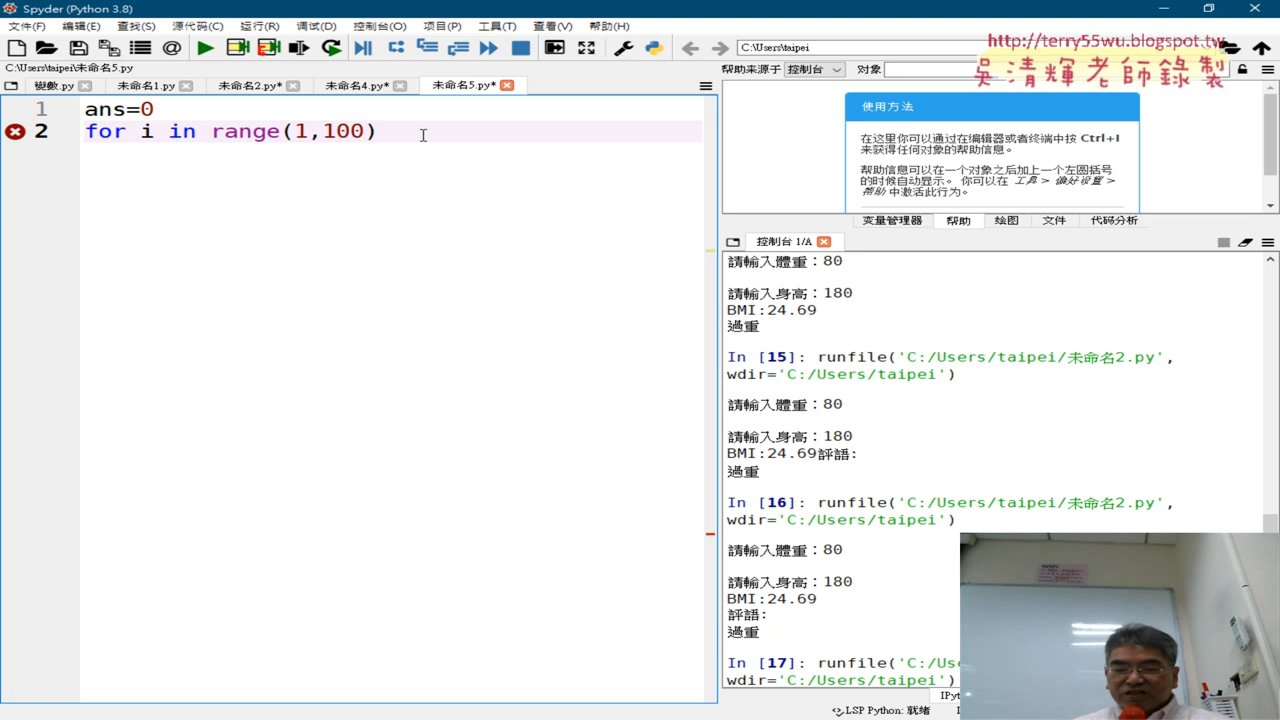 Spyder (Python 3.8)
文件(F) 编辑(E) 查找(S) 源代码(C) 运行(R) 调试(D) 控制台(O) 项目(P) 工具(T) 查看(V) 帮助(H)
C:\Users\taipei
http://terry55wu.blogspot.tw
吳清輝老師錄製
C:\Users\taipei\未命名5.py
變數.py 未命名1.py 未命名2.py* 未命名4.py* 未命名5.py*
1 ans=0
2 for i in range(1,100)
帮助来源于 控制台 对象
使用方法
在这里你可以通过在编辑器或者终端中按 Ctrl+I
来获得任何对象的帮助信息。
帮助信息可以在一个对象之后加上一个左圆括号
的时候自动显示。 你可以在 工具 > 偏好设置 >
帮助 中激活此行为。
变量管理器 帮助 绘图 文件 代码分析
控制台 1/A
請輸入體重：80
請輸入身高：180
BMI:24.69
過重
In [15]: runfile('C:/Users/taipei/未命名2.py',
wdir='C:/Users/taipei')
請輸入體重：80
請輸入身高：180
BMI:24.69評語:
過重
In [16]: runfile('C:/Users/taipei/未命名2.py',
wdir='C:/Users/taipei')
請輸入體重：80
請輸入身高：180
BMI:24.69
評語:
過重
In [17]: runfile('C:/Us
wdir='C:/Users/taipei')
IPyt
LSP Python: 就绪